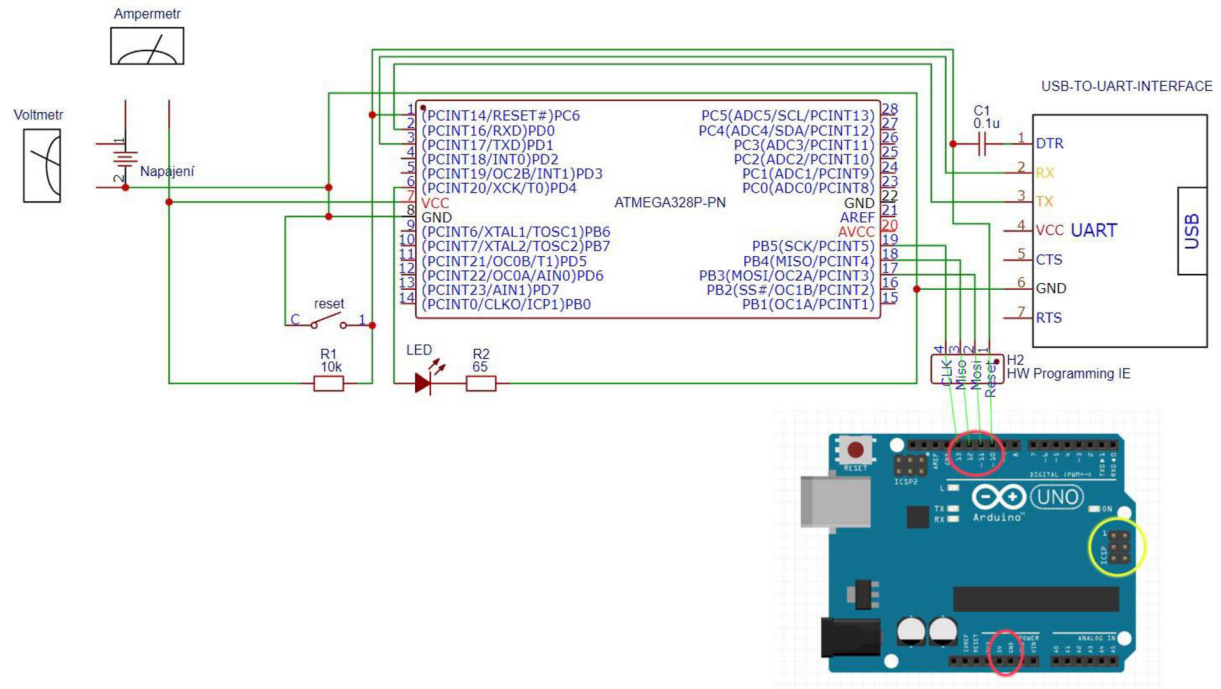 Ampermetr
Voltmetr
1
2
Napájení
1 (PCINT14/RESET#)PC6
2 (PCINT16/RXD)PD0
3 (PCINT17/TXD)PD1
4 (PCINT18/INT0)PD2
5 (PCINT19/OC2B/INT1)PD3
6 (PCINT20/XCK/T0)PD4
7 VCC
8 GND
9 (PCINT6/XTAL1/TOSC1)PB6
10 (PCINT7/XTAL2/TOSC2)PB7
11 (PCINT21/OC0B/T1)PD5
12 (PCINT22/OC0A/AIN0)PD6
13 (PCINT23/AIN1)PD7
14 (PCINT0/CLKO/ICP1)PB0
ATMEGA328P-PN
PC5(ADC5/SCL/PCINT13) 28
PC4(ADC4/SDA/PCINT12) 27
PC3(ADC3/PCINT11) 26
PC2(ADC2/PCINT10) 25
PC1(ADC1/PCINT9) 24
PC0(ADC0/PCINT8) 23
GND 22
AREF 21
AVCC 20
PB5(SCK/PCINT5) 19
PB4(MISO/PCINT4) 18
PB3(MOSI/OC2A/PCINT3) 17
PB2(SS#/OC1B/PCINT2) 16
PB1(OC1A/PCINT1) 15
USB-TO-UART-INTERFACE
C1
0.1u
1 DTR
2 RX
3 TX
4 VCC
5 CTS
6 GND
7 RTS
UART
USB
reset
C 1
R1
10k
LED
R2
65
4 3 2 1
CLK
Miso
Mosi
Reset
H2
HW Programming IE
RESET
ICSP2
AREF
GND
13
12
~11
~10
8
7
~6
~5
4
~3
2
TXD▶1
RXD◀0
DIGITAL (PWM=~)
L
TX
RX
UNO
Arduino
ON
1
ICSP
IOREF
RESET
5V
GND
VIN
POWER
ANALOG IN
A0
A1
A2
A3
A4
A5